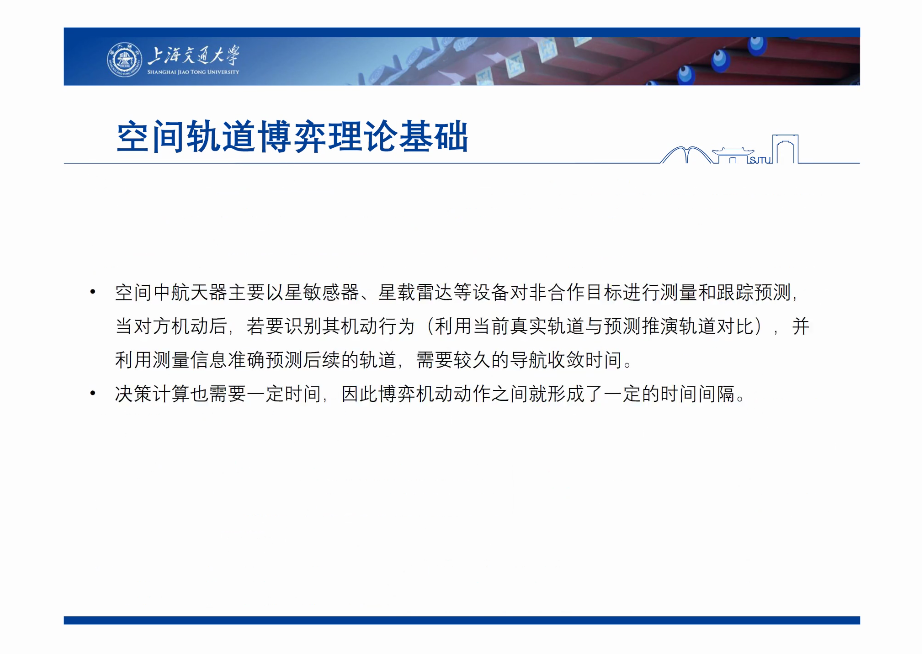 上海交通大学
SHANGHAI JIAO TONG UNIVERSITY
空间轨道博弈理论基础
SJTU
• 空间中航天器主要以星敏感器、星载雷达等设备对非合作目标进行测量和跟踪预测，
当对方机动后，若要识别其机动行为（利用当前真实轨道与预测推演轨道对比），并
利用测量信息准确预测后续的轨道，需要较久的导航收敛时间。
• 决策计算也需要一定时间，因此博弈机动动作之间就形成了一定的时间间隔。